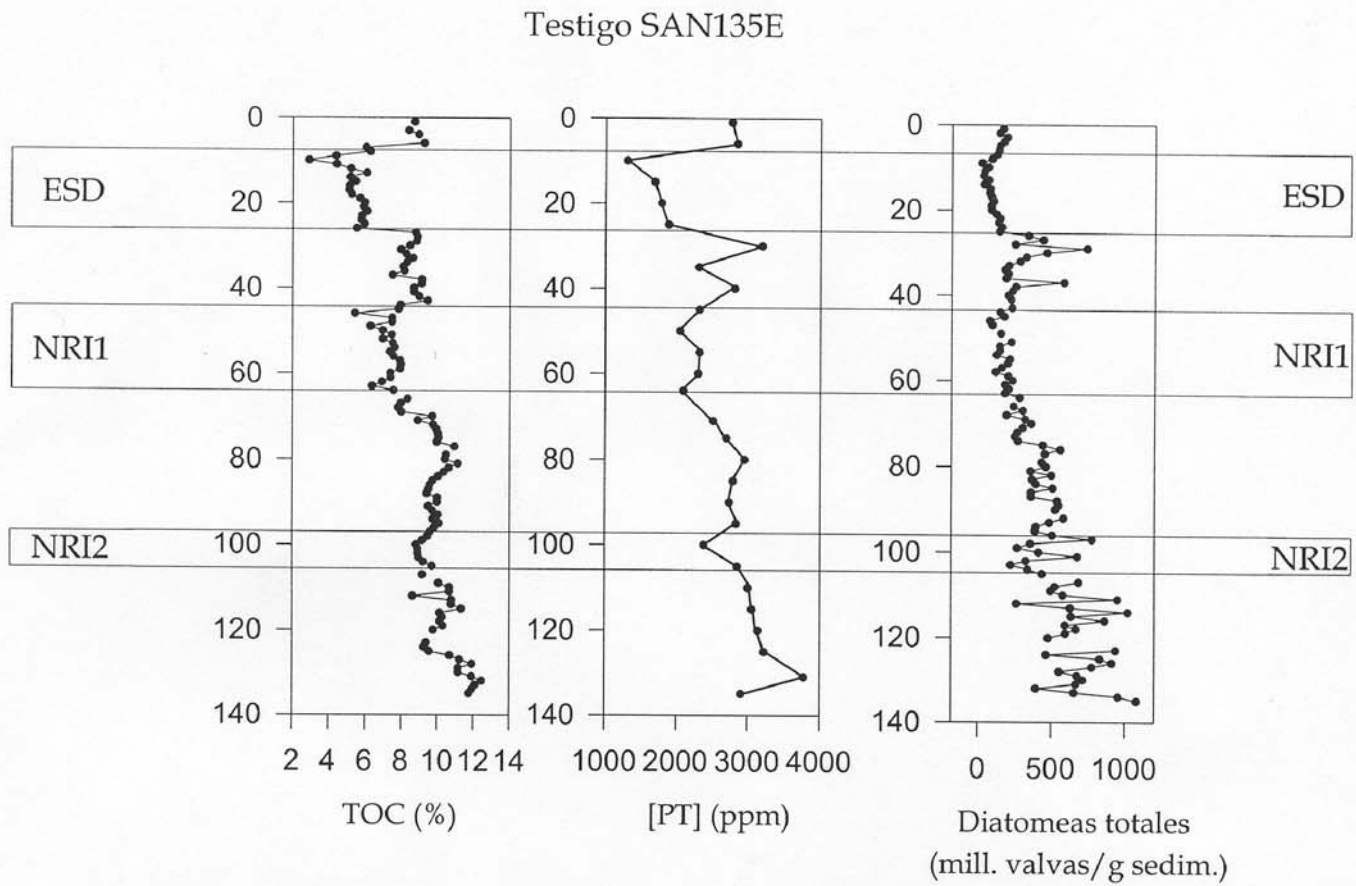 Testigo SAN135E
0
20
40
60
80
100
120
140
2 4 6 8 10 12 14
TOC (%)
0
20
40
60
80
100
120
140
1000 2000 3000 4000
[PT] (ppm)
0
20
40
60
80
100
120
140
0 500 1000
Diatomeas totales
(mill. valvas/g sedim.)
ESD
NRI1
NRI2
ESD
NRI1
NRI2